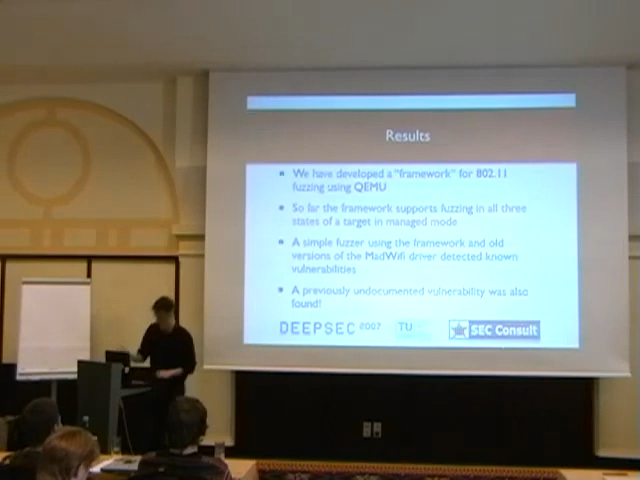 Results
We have developed a "framework" for 802.11
fuzzing using QEMU
So far the framework supports fuzzing in all three
states of a target in managed mode
A simple fuzzer using the framework and old
versions of the MadWifi driver detected known
vulnerabilities
A previously undocumented vulnerability was also
found!
DEEPSEC 2007 TU SEC Consult